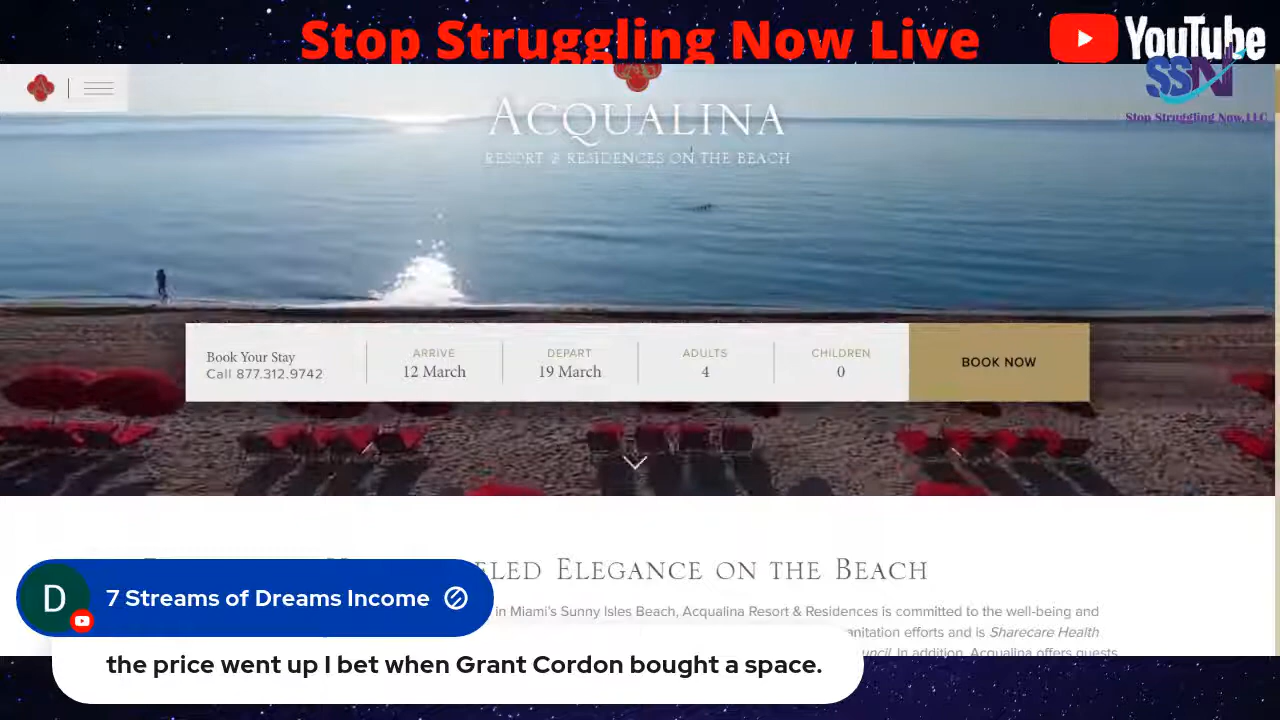 Stop Struggling Now Live
YouTube
SSN
Stop Struggling Now, LLC
ACQUALINA
RESORT & RESIDENCES ON THE BEACH
Book Your Stay
Call 877.312.9742
ARRIVE
12 March
DEPART
19 March
ADULTS
4
CHILDREN
0
BOOK NOW
ELEGANCE ON THE BEACH
in Miami's Sunny Isles Beach, Acqualina Resort & Residences is committed to the well-being and
efforts and is Sharecare Health
In addition, Acqualina offers guests
D
7 Streams of Dreams Income
the price went up I bet when Grant Cordon bought a space.